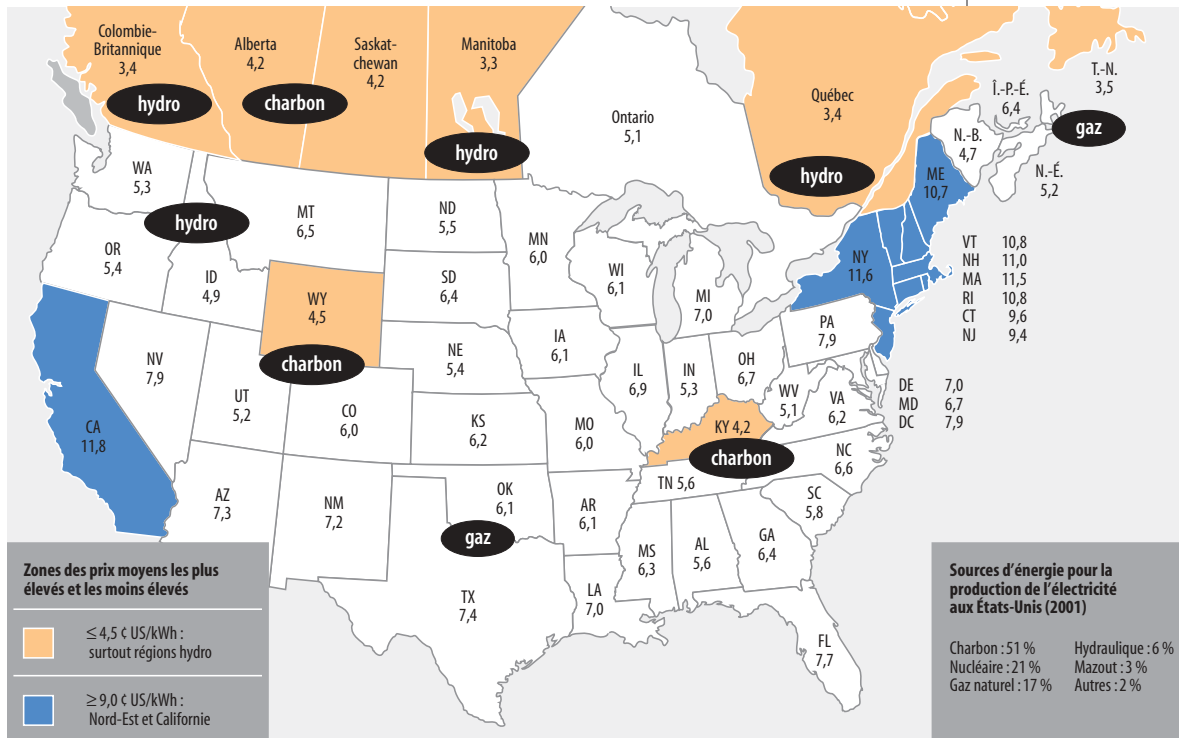 Colombie-
Britannique
3,4
Alberta
4,2
Saskat-
chewan
4,2
Manitoba
3,3
hydro
charbon
hydro
Ontario
5,1
Québec
3,4
hydro
T.-N.
3,5
Î.-P.-É.
6,4
gaz
N.-B.
4,7
N.-É.
5,2
ME
10,7
WA
5,3
hydro
MT
6,5
ND
5,5
MN
6,0
OR
5,4
ID
4,9
WY
4,5
SD
6,4
WI
6,1
MI
7,0
NY
11,6
VT 10,8
NH 11,0
MA 11,5
RI 10,8
CT 9,6
NJ 9,4
charbon
NV
7,9
UT
5,2
CO
6,0
NE
5,4
IA
6,1
IL
6,9
IN
5,3
OH
6,7
PA
7,9
WV
5,1
VA
6,2
DE 7,0
MD 6,7
DC 7,9
CA
11,8
KS
6,2
MO
6,0
KY 4,2
charbon
NC
6,6
AZ
7,3
NM
7,2
OK
6,1
gaz
AR
6,1
TN 5,6
SC
5,8
TX
7,4
LA
7,0
MS
6,3
AL
5,6
GA
6,4
FL
7,7
Zones des prix moyens les plus
élevés et les moins élevés
≤ 4,5 ¢ US/kWh :
surtout régions hydro
≥ 9,0 ¢ US/kWh :
Nord-Est et Californie
Sources d’énergie pour la
production de l’électricité
aux États-Unis (2001)
Charbon : 51 % Hydraulique : 6 %
Nucléaire : 21 % Mazout : 3 %
Gaz naturel : 17 % Autres : 2 %